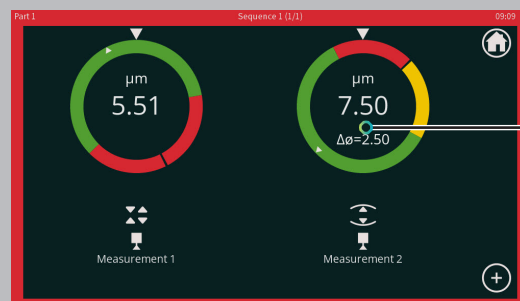 Part 1
Sequence 1 (1/1)
09:09
µm
5.51
µm
7.50
Δø=2.50
Measurement 1
Measurement 2